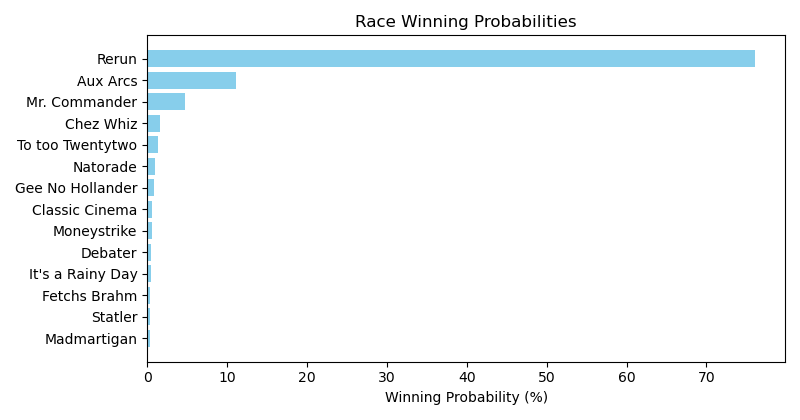 Race Winning Probabilities
Rerun
Aux Arcs
Mr. Commander
Chez Whiz
To too Twentytwo
Natorade
Gee No Hollander
Classic Cinema
Moneystrike
Debater
It's a Rainy Day
Fetchs Brahm
Statler
Madmartigan
0 10 20 30 40 50 60 70
Winning Probability (%)